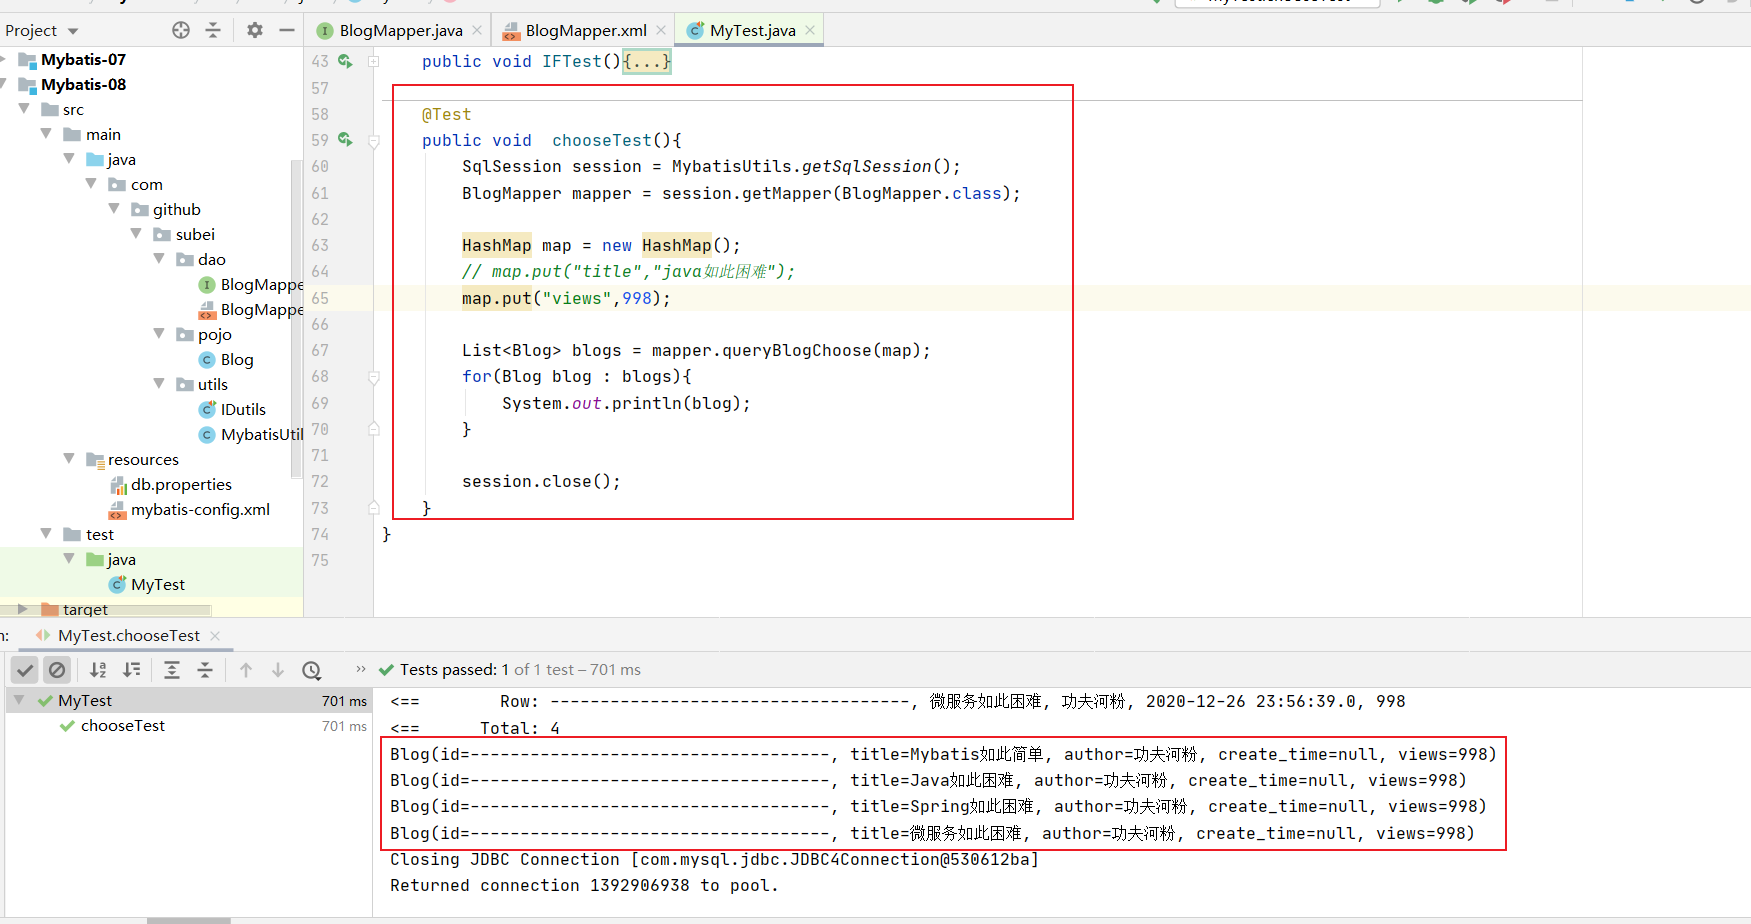 Project
BlogMapper.java
BlogMapper.xml
MyTest.java
Mybatis-07
Mybatis-08
src
main
java
com
github
subei
dao
BlogMappe
BlogMappe
pojo
Blog
utils
IDutils
MybatisUtil
resources
db.properties
mybatis-config.xml
test
java
MyTest
target
43 public void IFTest(){...}
57
58 @Test
59 public void  chooseTest(){
60 SqlSession session = MybatisUtils.getSqlSession();
61 BlogMapper mapper = session.getMapper(BlogMapper.class);
62
63 HashMap map = new HashMap();
64 // map.put("title","java如此困难");
65 map.put("views",998);
66
67 List<Blog> blogs = mapper.queryBlogChoose(map);
68 for(Blog blog : blogs){
69 System.out.println(blog);
70 }
71
72 session.close();
73 }
74 }
75
MyTest.chooseTest
Tests passed: 1 of 1 test – 701 ms
MyTest 701 ms
chooseTest 701 ms
<==        Row: ------------------------------------, 微服务如此困难, 功夫河粉, 2020-12-26 23:56:39.0, 998
<==      Total: 4
Blog(id=------------------------------------, title=Mybatis如此简单, author=功夫河粉, create_time=null, views=998)
Blog(id=------------------------------------, title=Java如此困难, author=功夫河粉, create_time=null, views=998)
Blog(id=------------------------------------, title=Spring如此困难, author=功夫河粉, create_time=null, views=998)
Blog(id=------------------------------------, title=微服务如此困难, author=功夫河粉, create_time=null, views=998)
Closing JDBC Connection [com.mysql.jdbc.JDBC4Connection@530612ba]
Returned connection 1392906938 to pool.